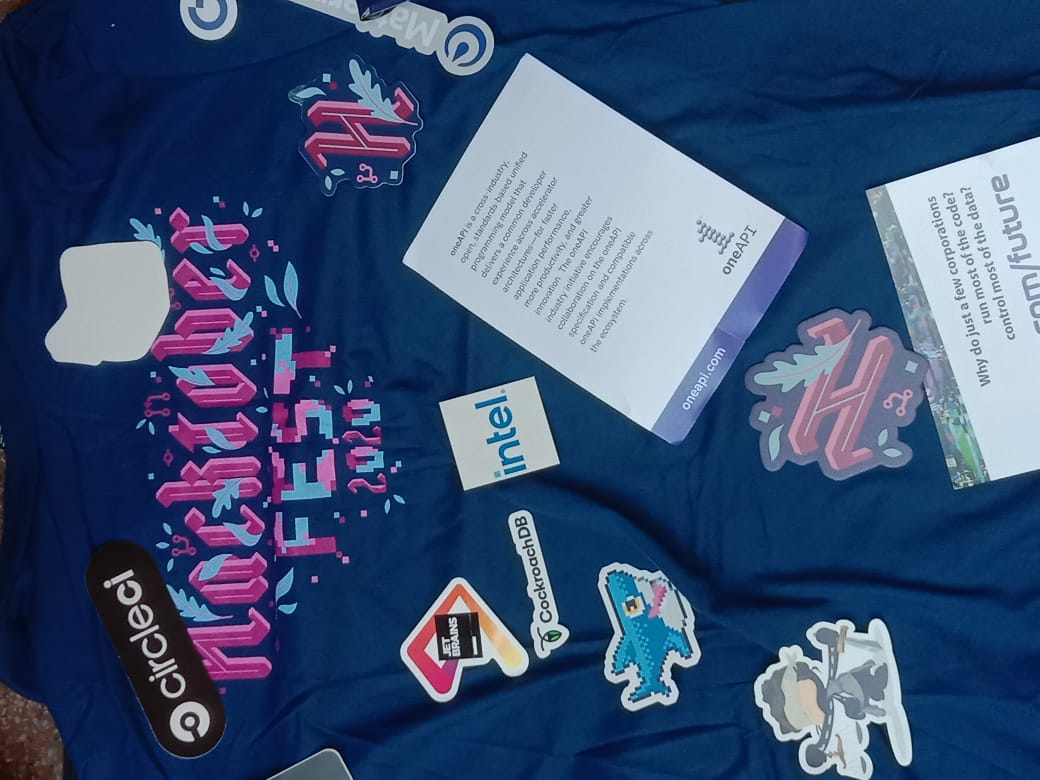 Hacktober
FEST
2020
circleci
Matter
oneAPI is a cross-industry,
open, standards-based unified
programming model that
delivers a common developer
experience across accelerator
architectures—for faster
application performance,
more productivity, and greater
innovation. The oneAPI
industry initiative encourages
collaboration on the oneAPI
specification and compatible
oneAPI implementations across
the ecosystem.
oneAPI
oneapi.com
H
intel.
JET
BRAINS
CockroachDB
H
Why do just a few corporations
run most of the code?
control most of the data?
com/future